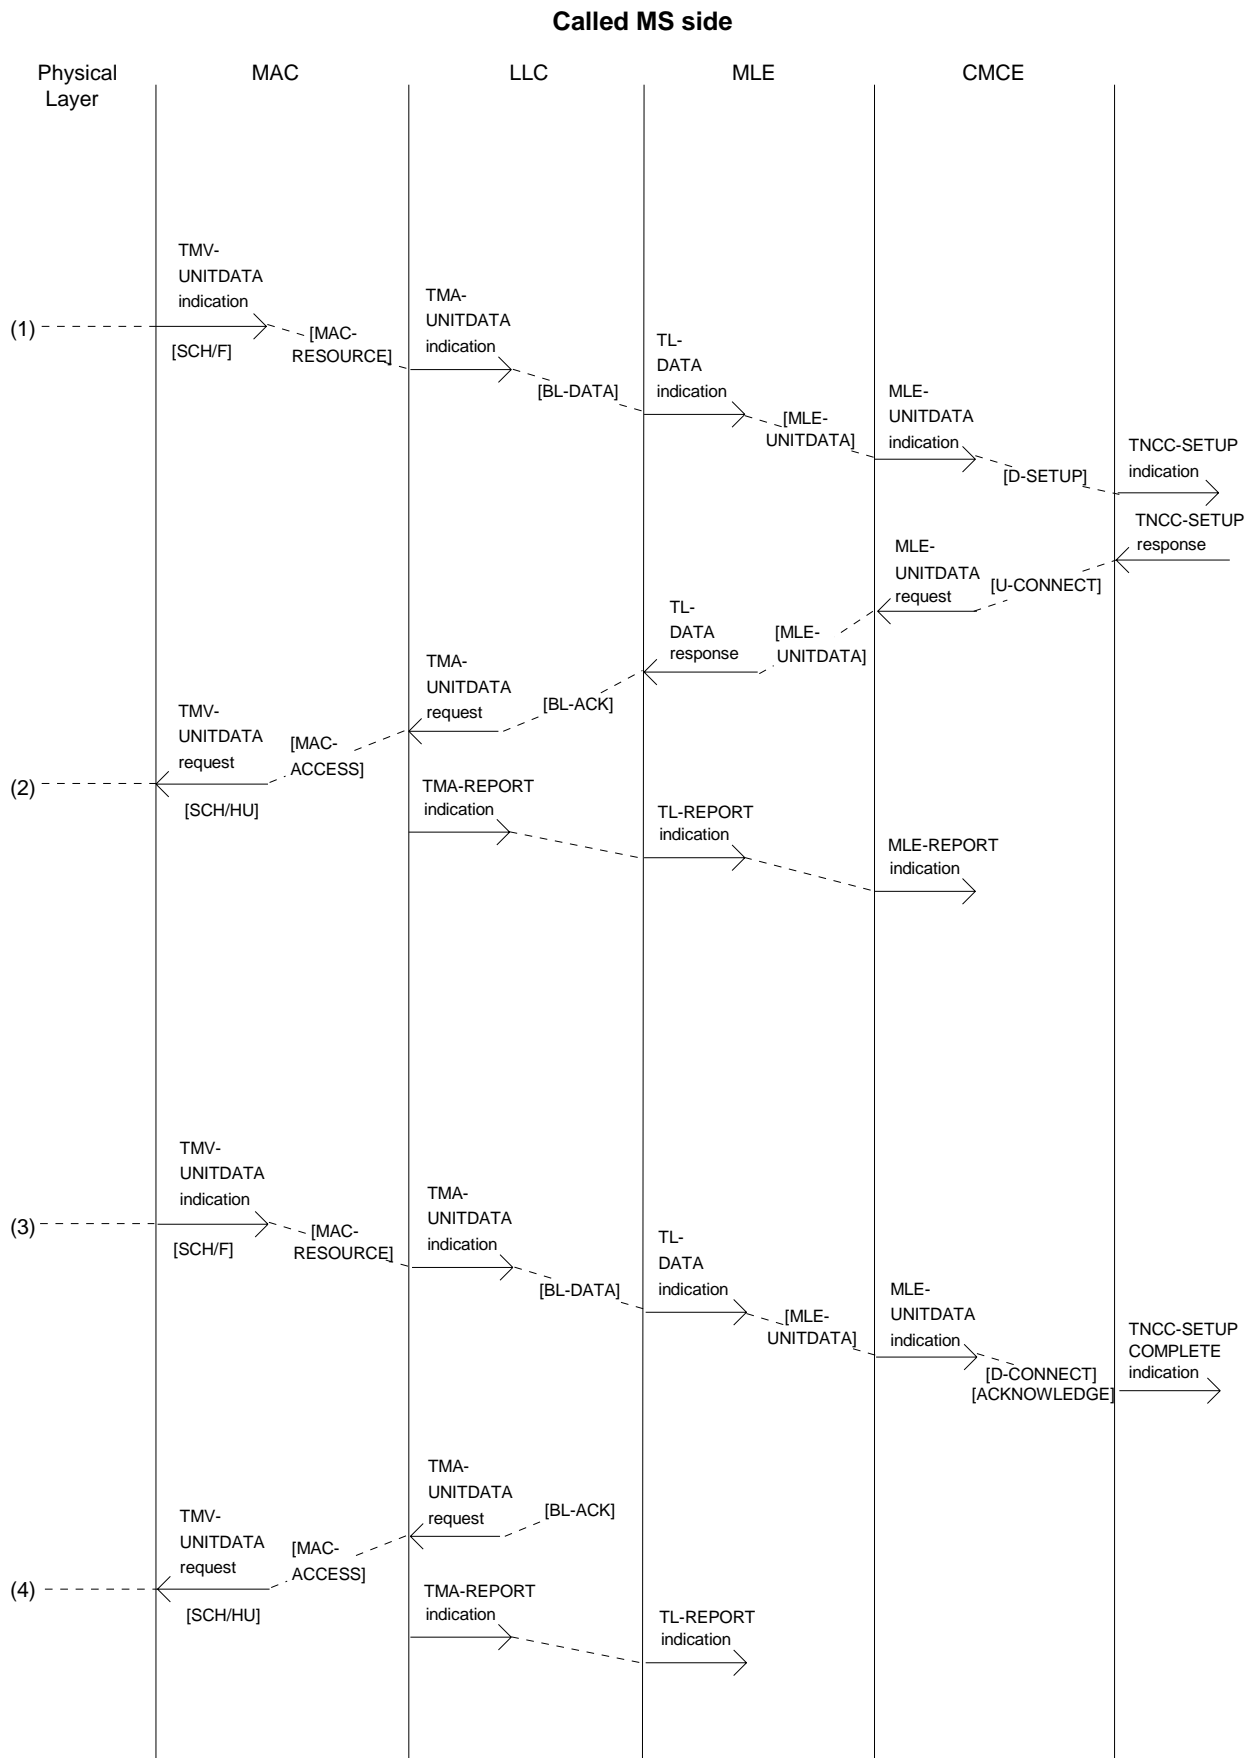 Called MS side
Physical
Layer
MAC
LLC
MLE
CMCE
TMV-
UNITDATA
indication
(1)
[SCH/F]
[MAC-
RESOURCE]
TMA-
UNITDATA
indication
[BL-DATA]
TL-
DATA
indication
[MLE-
UNITDATA]
MLE-
UNITDATA
indication
[D-SETUP]
TNCC-SETUP
indication
TNCC-SETUP
response
[U-CONNECT]
MLE-
UNITDATA
request
[MLE-
UNITDATA]
TL-
DATA
response
[BL-ACK]
TMA-
UNITDATA
request
[MAC-
ACCESS]
TMV-
UNITDATA
request
(2)
[SCH/HU]
TMA-REPORT
indication
TL-REPORT
indication
MLE-REPORT
indication
TMV-
UNITDATA
indication
(3)
[SCH/F]
[MAC-
RESOURCE]
TMA-
UNITDATA
indication
[BL-DATA]
TL-
DATA
indication
[MLE-
UNITDATA]
MLE-
UNITDATA
indication
[D-CONNECT]
[ACKNOWLEDGE]
TNCC-SETUP
COMPLETE
indication
TMA-
UNITDATA
request
[BL-ACK]
TMV-
UNITDATA
request
[MAC-
ACCESS]
(4)
[SCH/HU]
TMA-REPORT
indication
TL-REPORT
indication